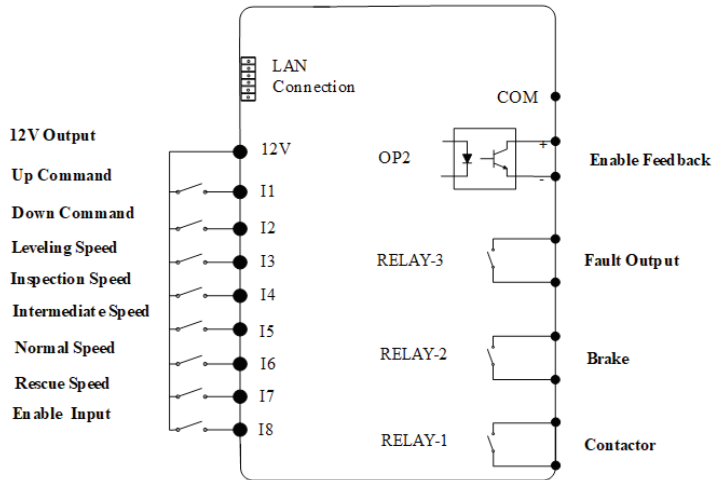 LAN
Connection
COM
12V Output
12V
OP2
+
-
Enable Feedback
Up Command
I1
Down Command
I2
Leveling Speed
I3
RELAY-3
Fault Output
Inspection Speed
I4
Intermediate Speed
I5
Normal Speed
I6
RELAY-2
Brake
Rescue Speed
I7
Enable Input
I8
RELAY-1
Contactor